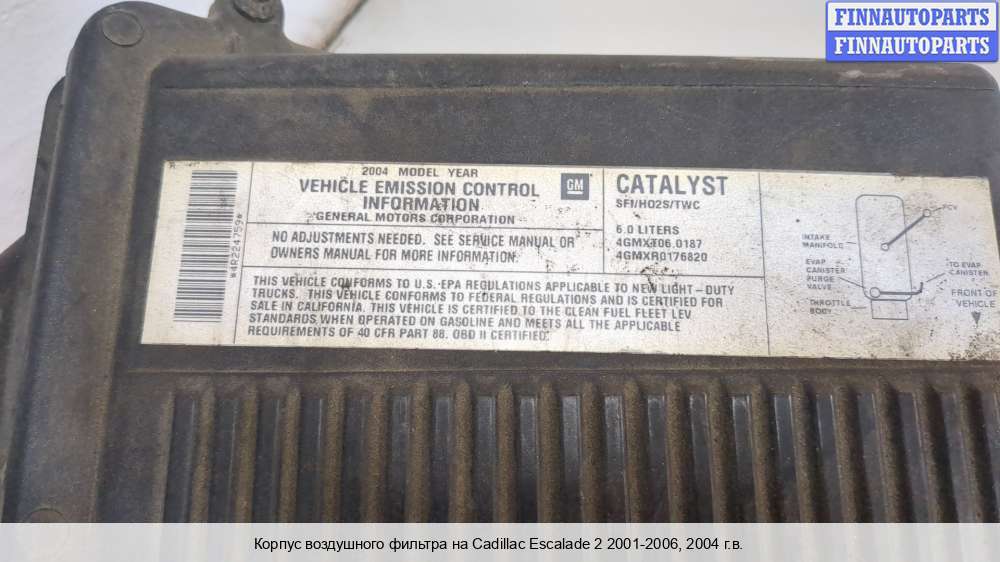 FINNAUTOPARTS
FINNAUTOPARTS
2004 MODEL YEAR
VEHICLE EMISSION CONTROL
INFORMATION
GENERAL MOTORS CORPORATION
GM
NO ADJUSTMENTS NEEDED. SEE SERVICE MANUAL OR
OWNERS MANUAL FOR MORE INFORMATION.
*4R224759*
CATALYST
SFI/HO2S/TWC
6.0 LITERS
4GMXT06.0187
4GMXR0176820
THIS VEHICLE CONFORMS TO U.S. EPA REGULATIONS APPLICABLE TO NEW LIGHT-DUTY
TRUCKS. THIS VEHICLE CONFORMS TO FEDERAL REGULATIONS AND IS CERTIFIED FOR
SALE IN CALIFORNIA. THIS VEHICLE IS CERTIFIED TO THE CLEAN FUEL FLEET LEV
STANDARDS WHEN OPERATED ON GASOLINE AND MEETS ALL THE APPLICABLE
REQUIREMENTS OF 40 CFR PART 88. OBD II CERTIFIED.
PCV
INTAKE
MANIFOLD
EVAP
CANISTER
PURGE
VALVE
THROTTLE
BODY
TO EVAP
CANISTER
FRONT OF
VEHICLE
Корпус воздушного фильтра на Cadillac Escalade 2 2001-2006, 2004 г.в.